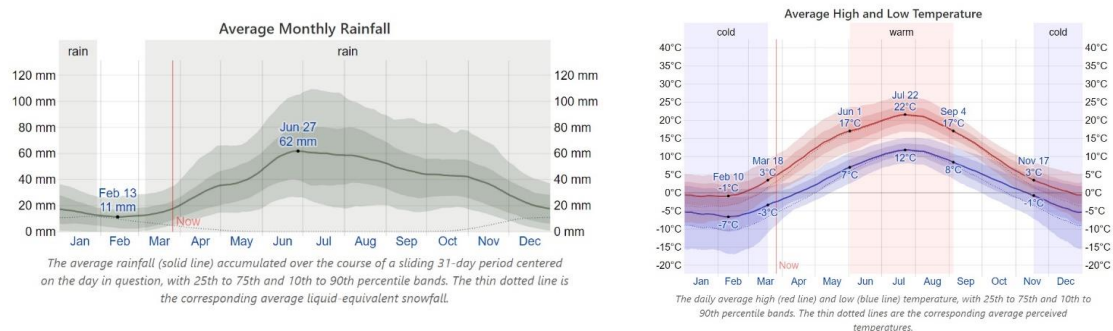 Average Monthly Rainfall
rain
rain
120 mm
120 mm
100 mm
100 mm
80 mm
80 mm
60 mm
60 mm
40 mm
40 mm
20 mm
20 mm
0 mm
0 mm
Jun 27
62 mm
Feb 13
11 mm
Now
Jan
Feb
Mar
Apr
May
Jun
Jul
Aug
Sep
Oct
Nov
Dec
The average rainfall (solid line) accumulated over the course of a sliding 31-day period centered
on the day in question, with 25th to 75th and 10th to 90th percentile bands. The thin dotted line is
the corresponding average liquid-equivalent snowfall.
Average High and Low Temperature
cold
warm
cold
40°C
40°C
35°C
35°C
30°C
30°C
25°C
25°C
20°C
20°C
15°C
15°C
10°C
10°C
5°C
5°C
0°C
0°C
-5°C
-5°C
-10°C
-10°C
-15°C
-15°C
-20°C
-20°C
Jul 22
22°C
Jun 1
17°C
Sep 4
17°C
Mar 18
3°C
Nov 17
3°C
Feb 10
-1°C
12°C
7°C
8°C
-1°C
-3°C
-7°C
Now
Jan
Feb
Mar
Apr
May
Jun
Jul
Aug
Sep
Oct
Nov
Dec
The daily average high (red line) and low (blue line) temperature, with 25th to 75th and 10th to
90th percentile bands. The thin dotted lines are the corresponding average perceived
temperatures.